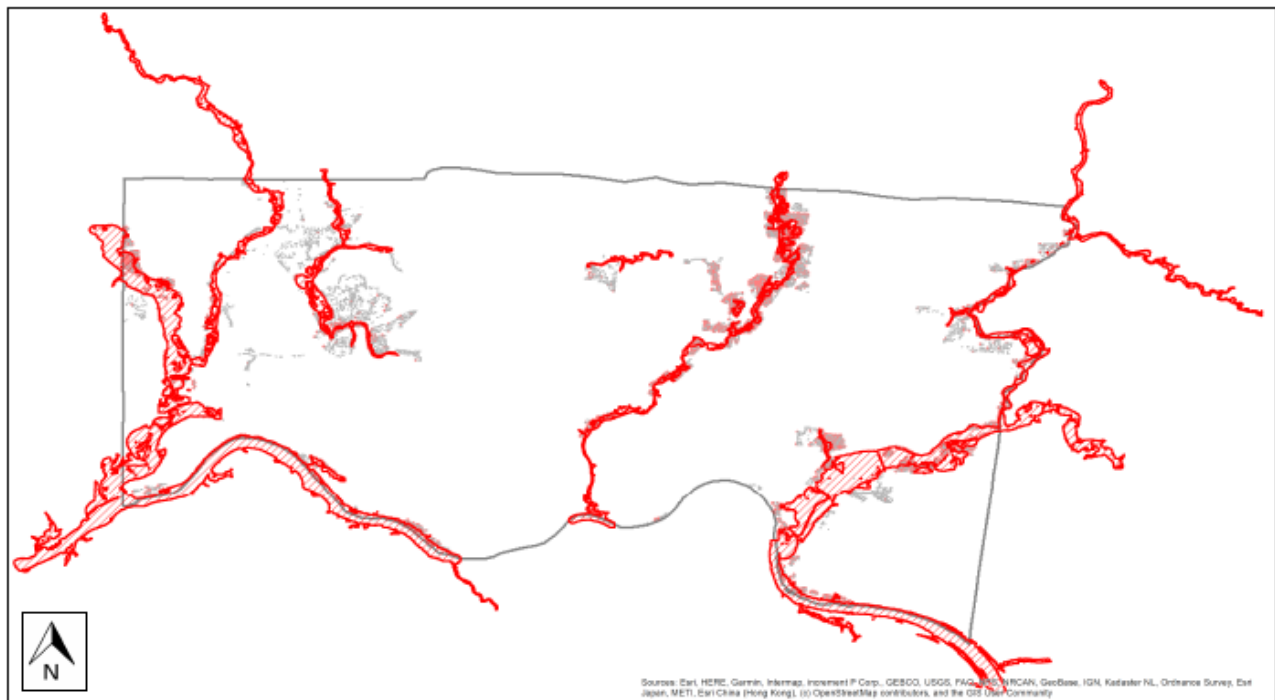 N
Sources: Esri, HERE, Garmin, Intermap, increment P Corp., GEBCO, USGS, FAO, NPS, NRCAN, GeoBase, IGN, Kadaster NL, Ordnance Survey, Esri
Japan, METI, Esri China (Hong Kong), (c) OpenStreetMap contributors, and the GIS User Community